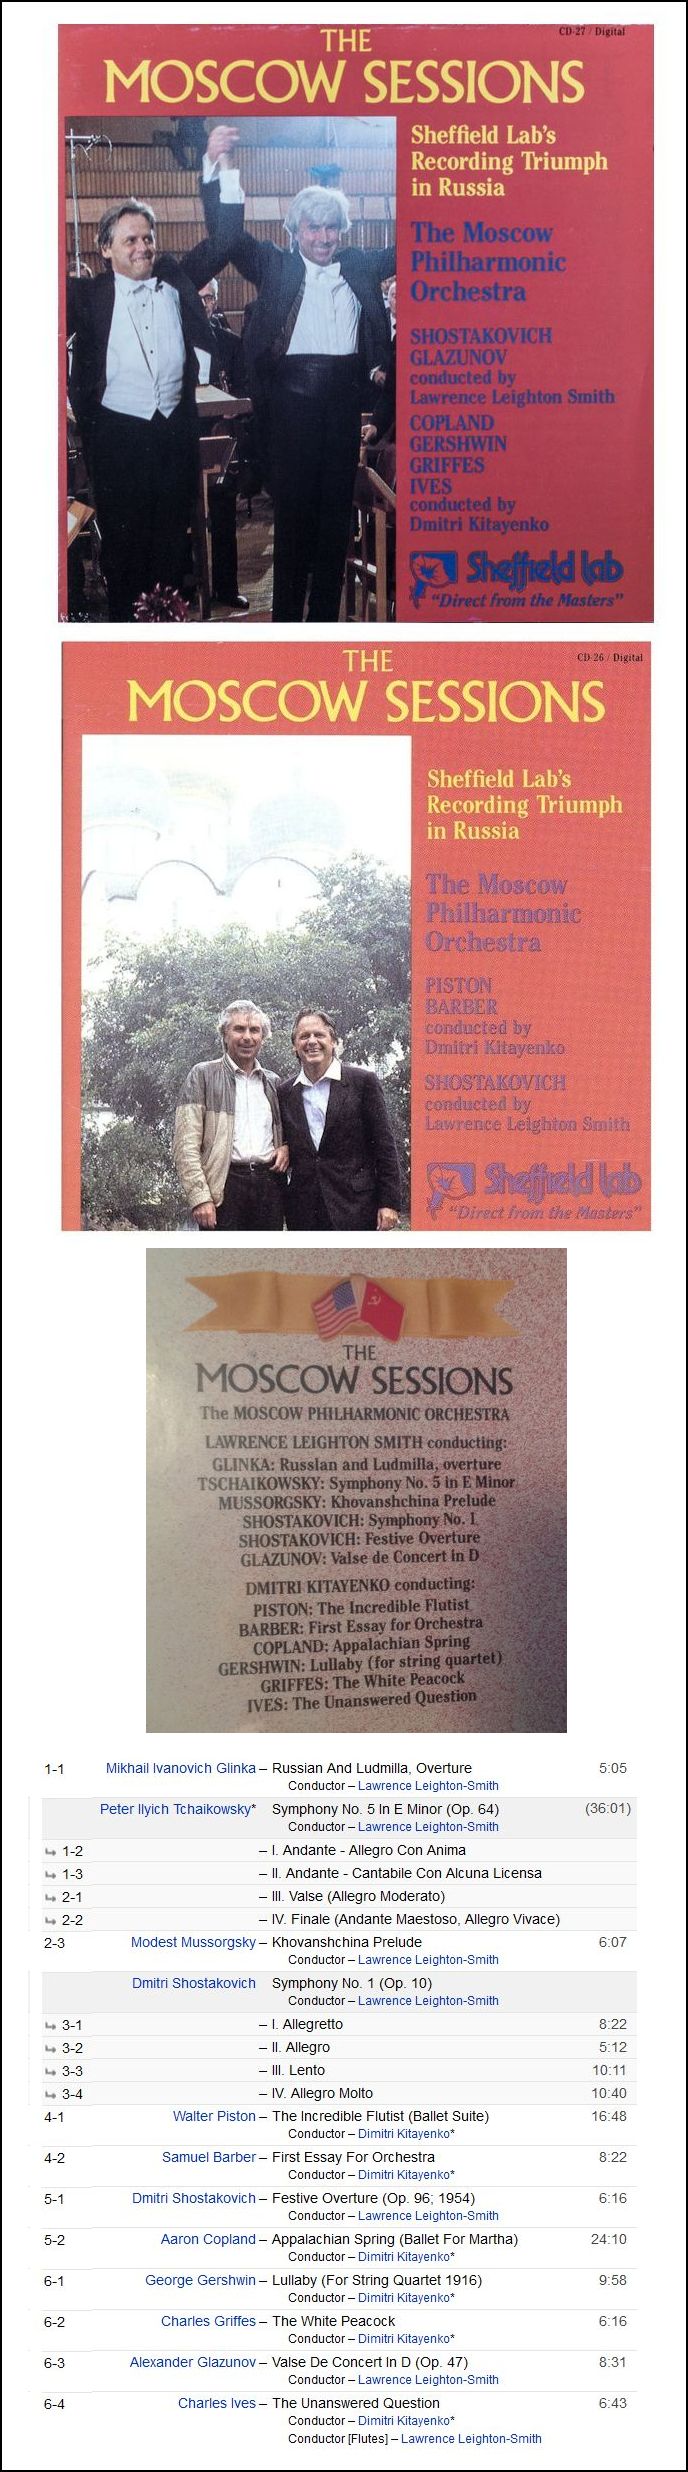 CD-27 / Digital
THE
MOSCOW SESSIONS
Sheffield Lab's
Recording Triumph
in Russia
The Moscow
Philharmonic
Orchestra
SHOSTAKOVICH
GLAZUNOV
conducted by
Lawrence Leighton Smith
COPLAND
GERSHWIN
GRIFFES
IVES
conducted by
Dmitri Kitayenko
Sheffield Lab
"Direct from the Masters"
CD-26 / Digital
THE
MOSCOW SESSIONS
Sheffield Lab's
Recording Triumph
in Russia
The Moscow
Philharmonic
Orchestra
PISTON
BARBER
conducted by
Dmitri Kitayenko
SHOSTAKOVICH
conducted by
Lawrence Leighton Smith
Sheffield Lab
"Direct from the Masters"
THE
MOSCOW SESSIONS
The MOSCOW PHILHARMONIC ORCHESTRA
LAWRENCE LEIGHTON SMITH conducting:
GLINKA: Russlan and Ludmilla, overture
TSCHAIKOWSKY: Symphony No. 5 in E Minor
MUSSORGSKY: Khovanshchina Prelude
SHOSTAKOVICH: Symphony No. I
SHOSTAKOVICH: Festive Overture
GLAZUNOV: Valse de Concert in D
DMITRI KITAYENKO conducting:
PISTON: The Incredible Flutist
BARBER: First Essay for Orchestra
COPLAND: Appalachian Spring
GERSHWIN: Lullaby (for string quartet)
GRIFFES: The White Peacock
IVES: The Unanswered Question
1-1 Mikhail Ivanovich Glinka – Russian And Ludmilla, Overture 5:05
Conductor – Lawrence Leighton-Smith
Peter Ilyich Tchaikowsky* Symphony No. 5 In E Minor (Op. 64) (36:01)
Conductor – Lawrence Leighton-Smith
1-2 – I. Andante - Allegro Con Anima
1-3 – II. Andante - Cantabile Con Alcuna Licensa
2-1 – III. Valse (Allegro Moderato)
2-2 – IV. Finale (Andante Maestoso, Allegro Vivace)
2-3 Modest Mussorgsky – Khovanshchina Prelude 6:07
Conductor – Lawrence Leighton-Smith
Dmitri Shostakovich Symphony No. 1 (Op. 10)
Conductor – Lawrence Leighton-Smith
3-1 – I. Allegretto 8:22
3-2 – II. Allegro 5:12
3-3 – III. Lento 10:11
3-4 – IV. Allegro Molto 10:40
4-1 Walter Piston – The Incredible Flutist (Ballet Suite) 16:48
Conductor – Dimitri Kitayenko*
4-2 Samuel Barber – First Essay For Orchestra 8:22
Conductor – Dimitri Kitayenko*
5-1 Dmitri Shostakovich – Festive Overture (Op. 96; 1954) 6:16
Conductor – Lawrence Leighton-Smith
5-2 Aaron Copland – Appalachian Spring (Ballet For Martha) 24:10
Conductor – Dimitri Kitayenko*
6-1 George Gershwin – Lullaby (For String Quartet 1916) 9:58
Conductor – Dimitri Kitayenko*
6-2 Charles Griffes – The White Peacock 6:16
Conductor – Dimitri Kitayenko*
6-3 Alexander Glazunov – Valse De Concert In D (Op. 47) 8:31
Conductor – Lawrence Leighton-Smith
6-4 Charles Ives – The Unanswered Question 6:43
Conductor – Dimitri Kitayenko*
Conductor [Flutes] – Lawrence Leighton-Smith